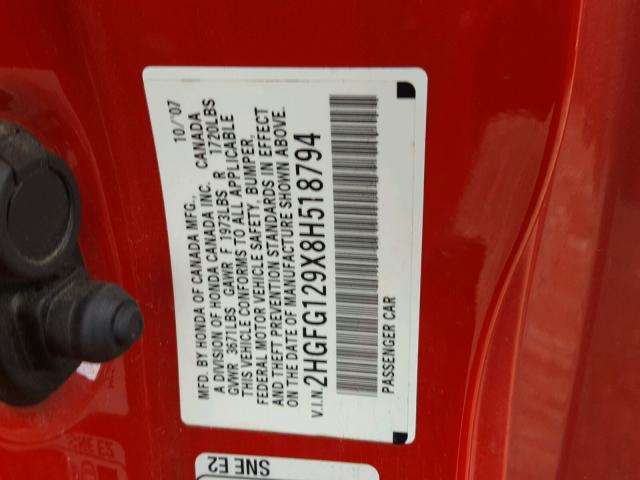 MFD. BY HONDA OF CANADA MFG., 10/'07
A DIVISION OF HONDA CANADA INC. CANADA
GVWR 3671LBS GAWR F 1973LBS R 1720LBS
THIS VEHICLE CONFORMS TO ALL APPLICABLE
FEDERAL MOTOR VEHICLE SAFETY, BUMPER,
AND THEFT PREVENTION STANDARDS IN EFFECT
ON THE DATE OF MANUFACTURE SHOWN ABOVE.
V.I.N. 2HGFG129X8H518794
PASSENGER CAR
SNE E2